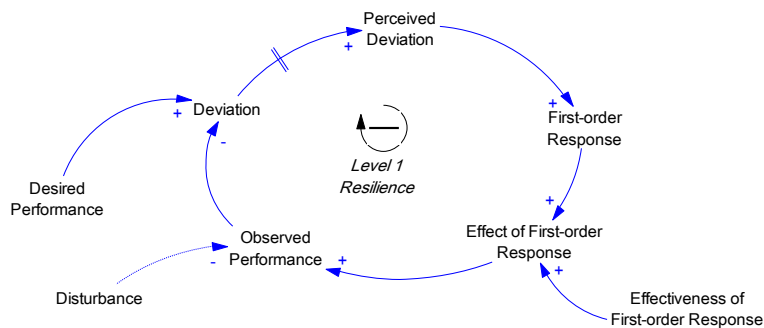 Perceived
Deviation
+
Deviation
+
-
+
First-order
Response
Level 1
Resilience
Desired
Performance
+
Effect of First-order
Response
Observed
Performance
-
+
+
Disturbance
Effectiveness of
First-order Response